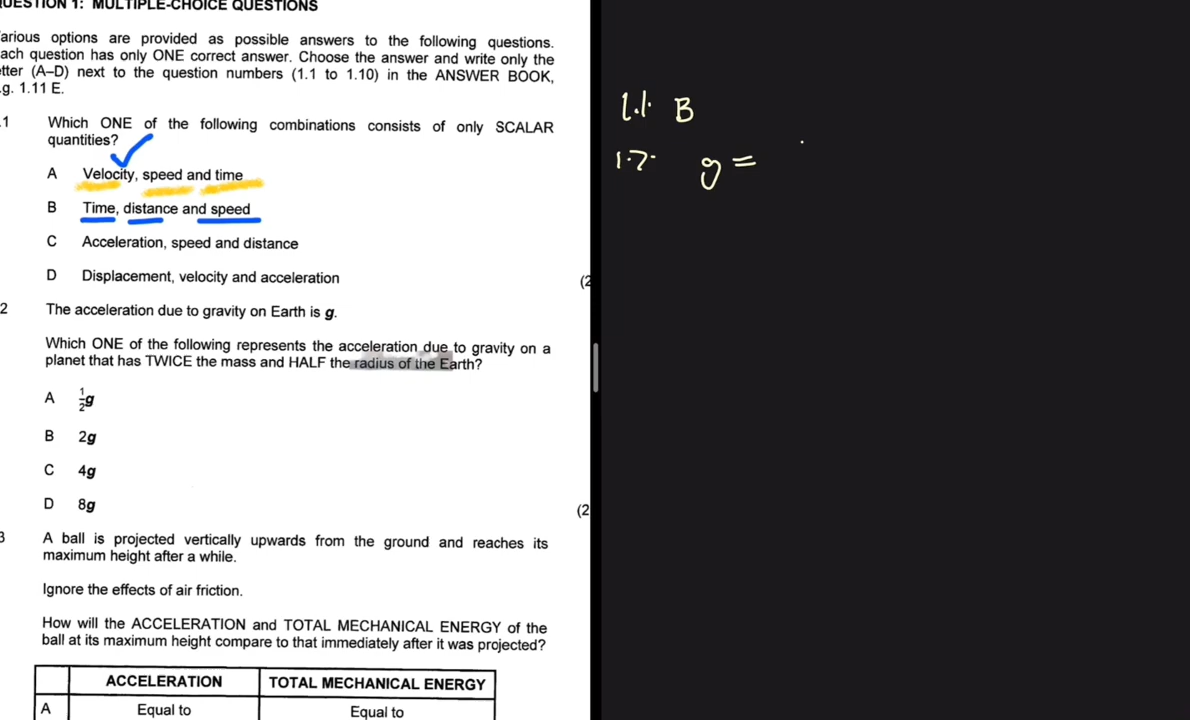 QUESTION 1: MULTIPLE-CHOICE QUESTIONS
arious options are provided as possible answers to the following questions.
ach question has only ONE correct answer. Choose the answer and write only the
tter (A–D) next to the question numbers (1.1 to 1.10) in the ANSWER BOOK,
.g. 1.11 E.
.1 Which ONE of the following combinations consists of only SCALAR
quantities?
A Velocity, speed and time
B Time, distance and speed
C Acceleration, speed and distance
D Displacement, velocity and acceleration
(2
2 The acceleration due to gravity on Earth is g.
Which ONE of the following represents the acceleration due to gravity on a
planet that has TWICE the mass and HALF the radius of the Earth?
A ½g
B 2g
C 4g
D 8g
(2
3 A ball is projected vertically upwards from the ground and reaches its
maximum height after a while.
Ignore the effects of air friction.
How will the ACCELERATION and TOTAL MECHANICAL ENERGY of the
ball at its maximum height compare to that immediately after it was projected?
ACCELERATION TOTAL MECHANICAL ENERGY
A Equal to Equal to
1.1. B
1.2. g =